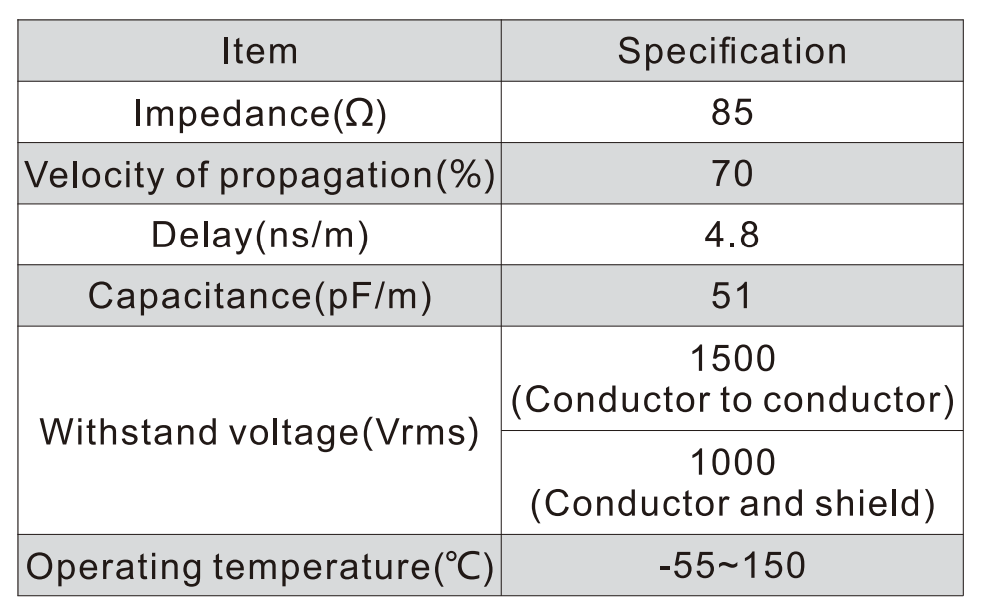 Item Specification
Impedance(Ω) 85
Velocity of propagation(%) 70
Delay(ns/m) 4.8
Capacitance(pF/m) 51
Withstand voltage(Vrms)
1500
(Conductor to conductor)
1000
(Conductor and shield)
Operating temperature(℃) -55~150